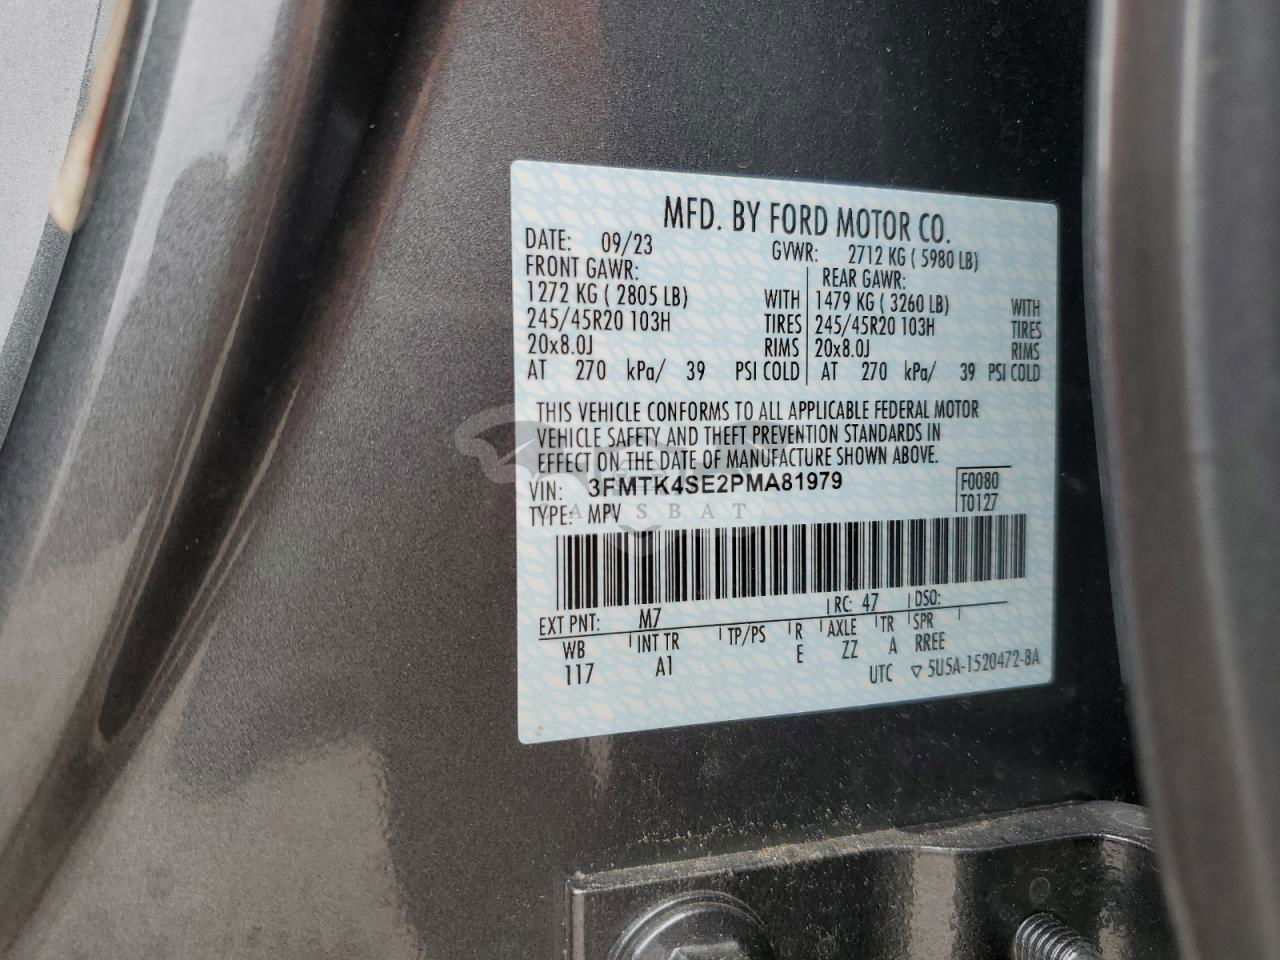 MFD. BY FORD MOTOR CO.
DATE: 09/23 GVWR: 2712 KG ( 5980 LB)
FRONT GAWR: REAR GAWR:
1272 KG ( 2805 LB) WITH 1479 KG ( 3260 LB) WITH
245/45R20 103H TIRES 245/45R20 103H TIRES
20x8.0J RIMS 20x8.0J RIMS
AT 270 kPa/ 39 PSI COLD AT 270 kPa/ 39 PSI COLD
THIS VEHICLE CONFORMS TO ALL APPLICABLE FEDERAL MOTOR
VEHICLE SAFETY AND THEFT PREVENTION STANDARDS IN
EFFECT ON THE DATE OF MANUFACTURE SHOWN ABOVE.
VIN: 3FMTK4SE2PMA81979 F0080
TYPE: MPV T0127
EXT PNT: M7 RC: 47 DSO:
WB INT TR TP/PS R AXLE TR SPR
117 A1 E ZZ A RREE
UTC ▽ 5U5A-1520472-BA